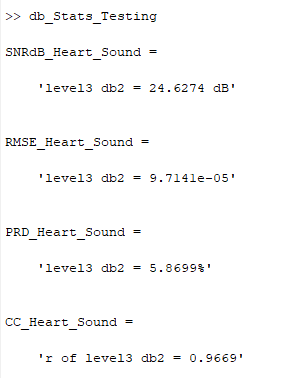 >> db_Stats_Testing
SNRdB_Heart_Sound =
'level3 db2 = 24.6274 dB'
RMSE_Heart_Sound =
'level3 db2 = 9.7141e-05'
PRD_Heart_Sound =
'level3 db2 = 5.8699%'
CC_Heart_Sound =
'r of level3 db2 = 0.9669'